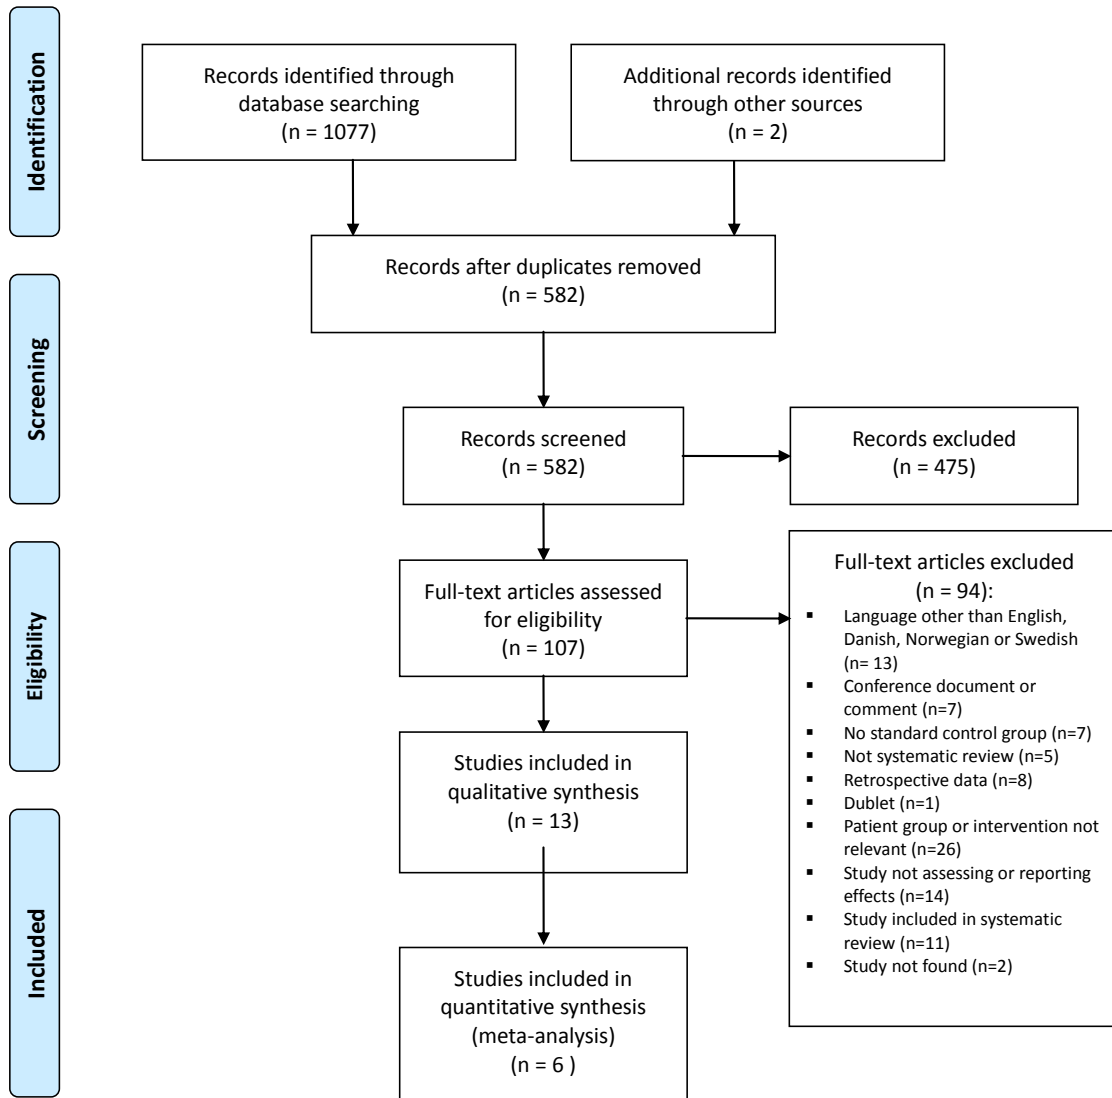 Identification
Records identified through
database searching
(n = 1077)
Additional records identified
through other sources
(n = 2)
Records after duplicates removed
(n = 582)
Screening
Records screened
(n = 582)
Records excluded
(n = 475)
Eligibility
Full-text articles assessed
for eligibility
(n = 107)
Full-text articles excluded
(n = 94):
▪ Language other than English,
Danish, Norwegian or Swedish
(n= 13)
▪ Conference document or
comment (n=7)
▪ No standard control group (n=7)
▪ Not systematic review (n=5)
▪ Retrospective data (n=8)
▪ Dublet (n=1)
▪ Patient group or intervention not
relevant (n=26)
▪ Study not assessing or reporting
effects (n=14)
▪ Study included in systematic
review (n=11)
▪ Study not found (n=2)
Studies included in
qualitative synthesis
(n = 13)
Included
Studies included in
quantitative synthesis
(meta-analysis)
(n = 6 )